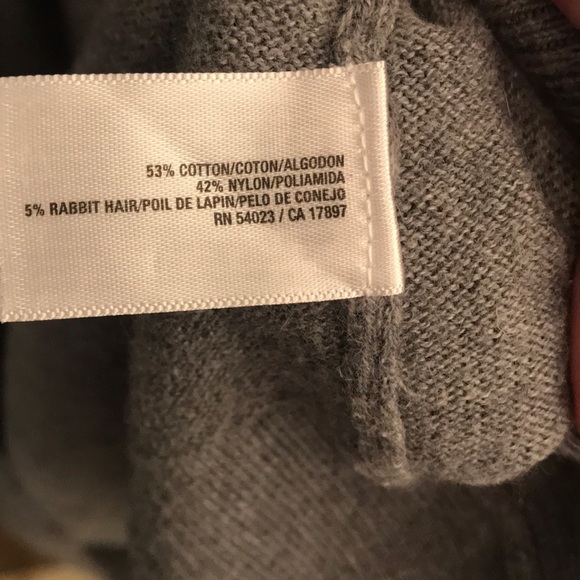 53% COTTON/COTON/ALGODON
42% NYLON/POLIAMIDA
5% RABBIT HAIR/POIL DE LAPIN/PELO DE CONEJO
RN 54023 / CA 17897